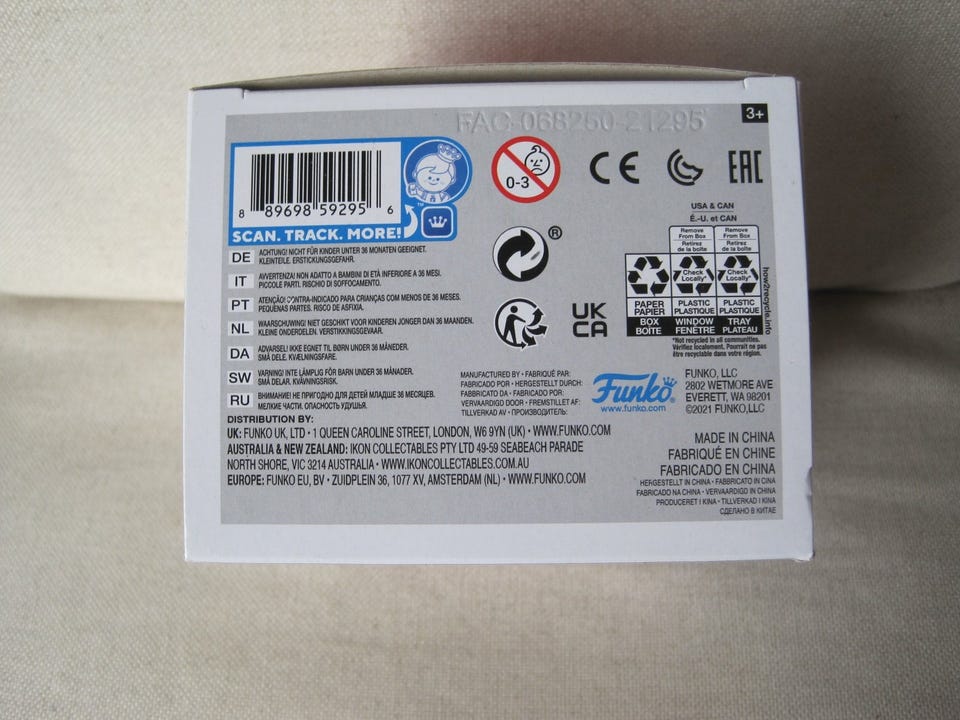 FAC-068250-21295
3+
8 89698 59295 6
SCAN. TRACK. MORE!
™
0-3
CE
EAC
®
UK
CA
USA & CAN
É.-U. et CAN
Remove From Box
Retirez de la boîte
Remove From Box
Retirez de la boîte
Check Locally*
Check Locally*
PAPER
PAPIER
PLASTIC
PLASTIQUE
PLASTIC
PLASTIQUE
BOX
BOÎTE
WINDOW
FENÊTRE
TRAY
PLATEAU
how2recycle.info
*Not recycled in all communities.
Vérifiez localement. Pourrait ne pas
être recyclable dans votre région.
DE ACHTUNG! NICHT FÜR KINDER UNTER 36 MONATEN GEEIGNET.
KLEINTEILE. ERSTICKUNGSGEFAHR.
IT AVVERTENZA! NON ADATTO A BAMBINI DI ETÀ INFERIORE A 36 MESI.
PICCOLE PARTI. RISCHIO DI SOFFOCAMENTO.
PT ATENÇÃO! CONTRA-INDICADO PARA CRIANÇAS COM MENOS DE 36 MESES.
PEQUENAS PARTES. RISCO DE ASFIXIA.
NL WAARSCHUWING! NIET GESCHIKT VOOR KINDEREN JONGER DAN 36 MAANDEN.
KLEINE ONDERDELEN. VERSTIKKINGSGEVAAR.
DA ADVARSEL! IKKE EGNET TIL BØRN UNDER 36 MÅNEDER.
SMÅ DELE. KVÆLNINGSFARE.
SW VARNING! INTE LÄMPLIG FÖR BARN UNDER 36 MÅNADER.
SMÅ DELAR. KVÄVNINGSRISK.
RU ВНИМАНИЕ! НЕ ПРИГОДНО ДЛЯ ДЕТЕЙ МЛАДШЕ 36 МЕСЯЦЕВ.
МЕЛКИЕ ЧАСТИ. ОПАСНОСТЬ УДУШЬЯ.
MANUFACTURED BY • FABRIQUÉ PAR:
FABRICADO POR • HERGESTELLT DURCH:
FABBRICATO DA • FABRICADO POR:
VERVAARDIGD DOOR • FREMSTILLET AF:
TILLVERKAD AV • ПРОИЗВОДИТЕЛЬ:
Funko
www.funko.com
FUNKO, LLC
2802 WETMORE AVE
EVERETT, WA 98201
©2021 FUNKO,LLC
DISTRIBUTION BY:
UK: FUNKO UK, LTD • 1 QUEEN CAROLINE STREET, LONDON, W6 9YN (UK) • WWW.FUNKO.COM
AUSTRALIA & NEW ZEALAND: IKON COLLECTABLES PTY LTD 49-59 SEABEACH PARADE
NORTH SHORE, VIC 3214 AUSTRALIA • WWW.IKONCOLLECTABLES.COM.AU
EUROPE: FUNKO EU, BV • ZUIDPLEIN 36, 1077 XV, AMSTERDAM (NL) • WWW.FUNKO.COM
MADE IN CHINA
FABRIQUÉ EN CHINE
FABRICADO EN CHINA
HERGESTELLT IN CHINA • FABBRICATO IN CINA
FABRICADO NA CHINA • VERVAARDIGD IN CHINA
PRODUCERET I KINA • TILLVERKAD I KINA
СДЕЛАНО В КИТАЕ